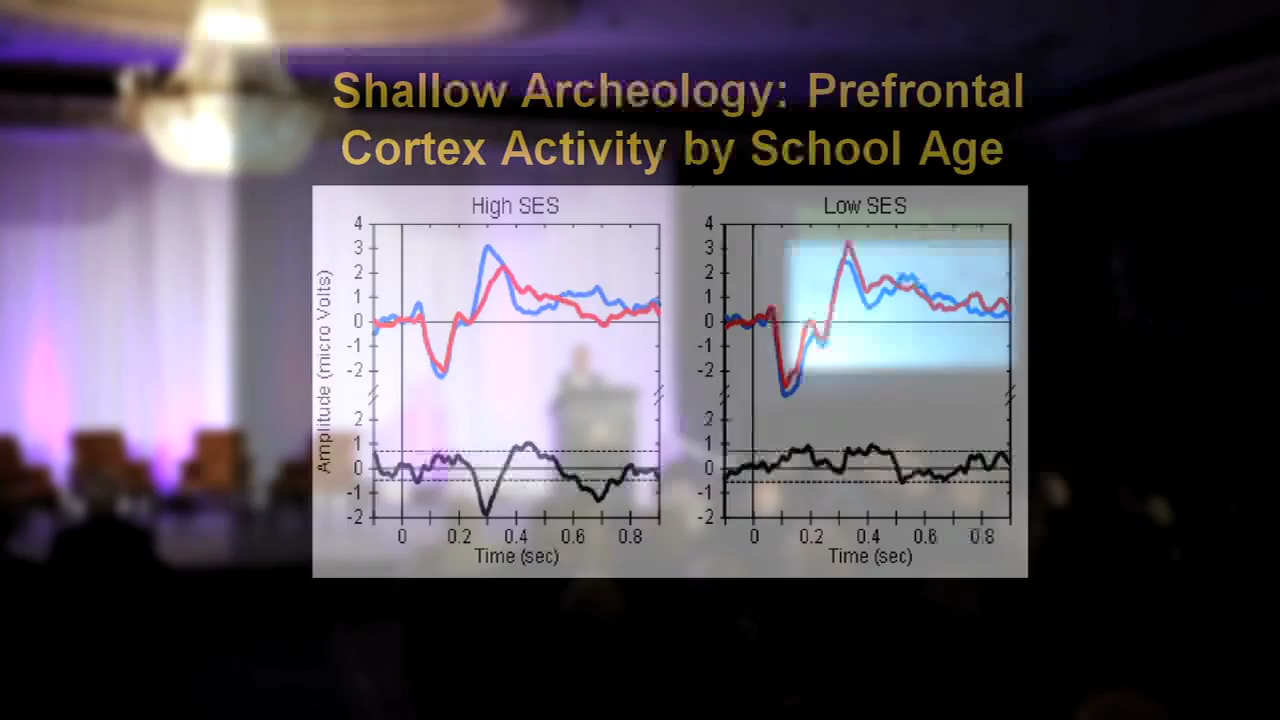 Shallow Archeology: Prefrontal
Cortex Activity by School Age
High SES
Low SES
Amplitude (micro Volts)
4
3
2
1
0
-1
-2
2
1
0
-1
-2
0 0.2 0.4 0.6 0.8
Time (sec)
4
3
2
1
0
-1
-2
2
1
0
-1
-2
0 0.2 0.4 0.6 0.8
Time (sec)